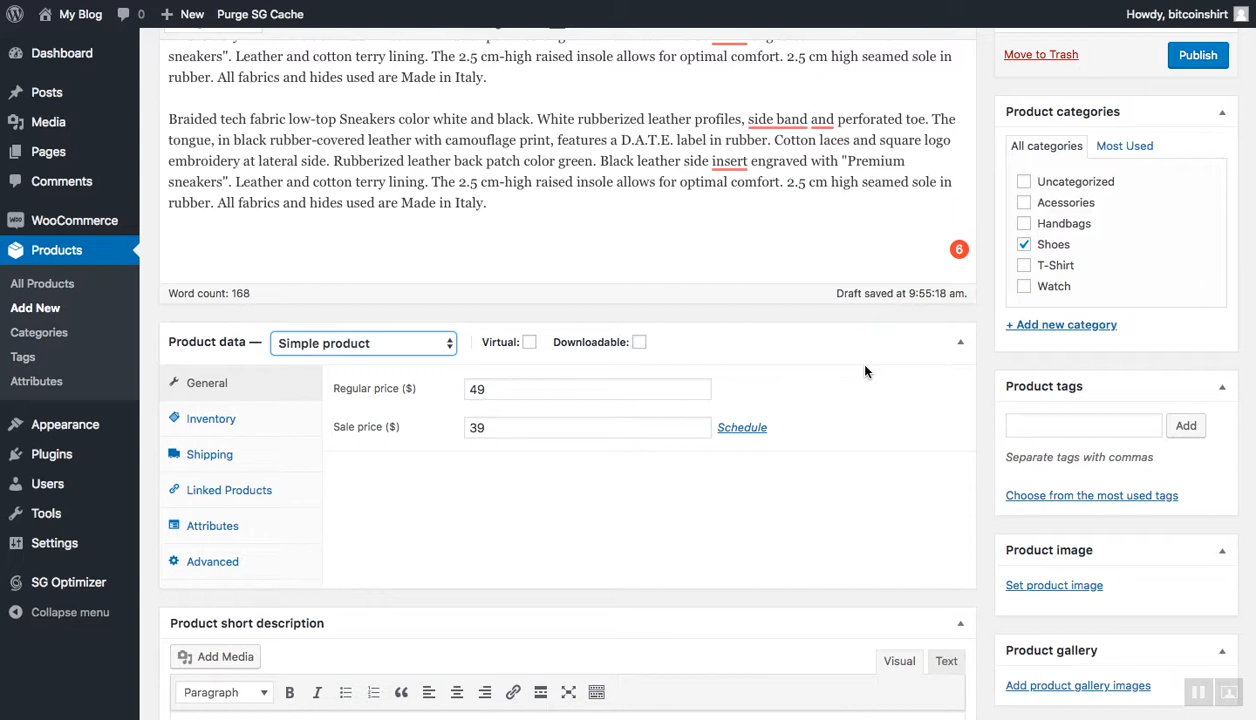 My Blog 0 New Purge SG Cache Howdy, bitcoinshirt
Dashboard
Posts
Media
Pages
Comments
WooCommerce
Products
All Products
Add New
Categories
Tags
Attributes
Appearance
Plugins
Users
Tools
Settings
SG Optimizer
Collapse menu
sneakers". Leather and cotton terry lining. The 2.5 cm-high raised insole allows for optimal comfort. 2.5 cm high seamed sole in
rubber. All fabrics and hides used are Made in Italy.
Braided tech fabric low-top Sneakers color white and black. White rubberized leather profiles, side band and perforated toe. The
tongue, in black rubber-covered leather with camouflage print, features a D.A.T.E. label in rubber. Cotton laces and square logo
embroidery at lateral side. Rubberized leather back patch color green. Black leather side insert engraved with "Premium
sneakers". Leather and cotton terry lining. The 2.5 cm-high raised insole allows for optimal comfort. 2.5 cm high seamed sole in
rubber. All fabrics and hides used are Made in Italy.
6
Word count: 168 Draft saved at 9:55:18 am.
Product data — Simple product Virtual: Downloadable:
General
Inventory
Shipping
Linked Products
Attributes
Advanced
Regular price ($) 49
Sale price ($) 39 Schedule
Product short description
Add Media
Visual Text
Paragraph B I
Move to Trash Publish
Product categories
All categories Most Used
Uncategorized
Acessories
Handbags
Shoes
T-Shirt
Watch
+ Add new category
Product tags
Add
Separate tags with commas
Choose from the most used tags
Product image
Set product image
Product gallery
Add product gallery images